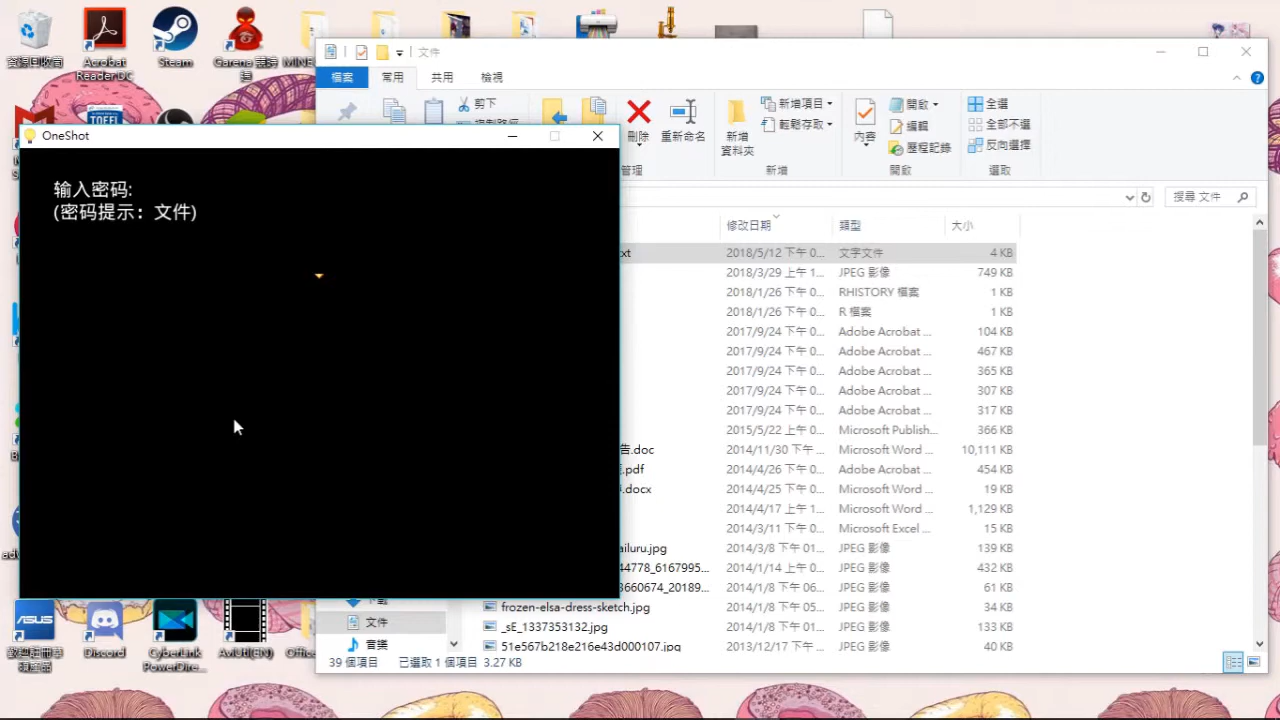 Acrobat
Reader DC
Steam
Garena
文件
檔案
常用
共用
檢視
剪下
刪除
重新命名
新增
資料夾
新增項目
輕鬆存取
新增
內容
開啟
編輯
歷程記錄
開啟
全選
全部不選
反向選擇
選取
管理
OneShot
输入密码:
(密码提示：文件)
搜尋 文件
修改日期
類型
大小
xt
2018/5/12 下午 0...
文字文件
4 KB
2018/3/29 上午 1...
JPEG 影像
749 KB
2018/1/26 下午 0...
RHISTORY 檔案
1 KB
2018/1/26 下午 0...
R 檔案
1 KB
2017/9/24 下午 0...
Adobe Acrobat ...
104 KB
2017/9/24 下午 0...
Adobe Acrobat ...
467 KB
2017/9/24 下午 0...
Adobe Acrobat ...
365 KB
2017/9/24 下午 0...
Adobe Acrobat ...
307 KB
2017/9/24 下午 0...
Adobe Acrobat ...
317 KB
2015/5/22 上午 0...
Microsoft Publish...
366 KB
告.doc
2014/11/30 下午 ...
Microsoft Word ...
10,111 KB
.pdf
2014/4/26 下午 0...
Adobe Acrobat ...
454 KB
.docx
2014/4/25 下午 0...
Microsoft Word ...
19 KB
2014/4/17 上午 1...
Microsoft Word ...
1,129 KB
2014/3/11 下午 0...
Microsoft Excel ...
15 KB
ailuru.jpg
2014/3/8 下午 01...
JPEG 影像
139 KB
44778_6167995...
2014/1/14 上午 0...
JPEG 影像
432 KB
3660674_20189...
2014/1/8 下午 06...
JPEG 影像
61 KB
frozen-elsa-dress-sketch.jpg
2014/1/8 下午 05...
JPEG 影像
34 KB
_sE_1337353132.jpg
2014/1/8 下午 01...
JPEG 影像
133 KB
51e567b218e216e43d000107.jpg
2013/12/17 下午 ...
JPEG 影像
40 KB
文件
音樂
39 個項目
已選取 1 個項目 3.27 KB
TOEFL
ASUS
Discord
CyberLink
PowerDire...
AviUtl(EN)